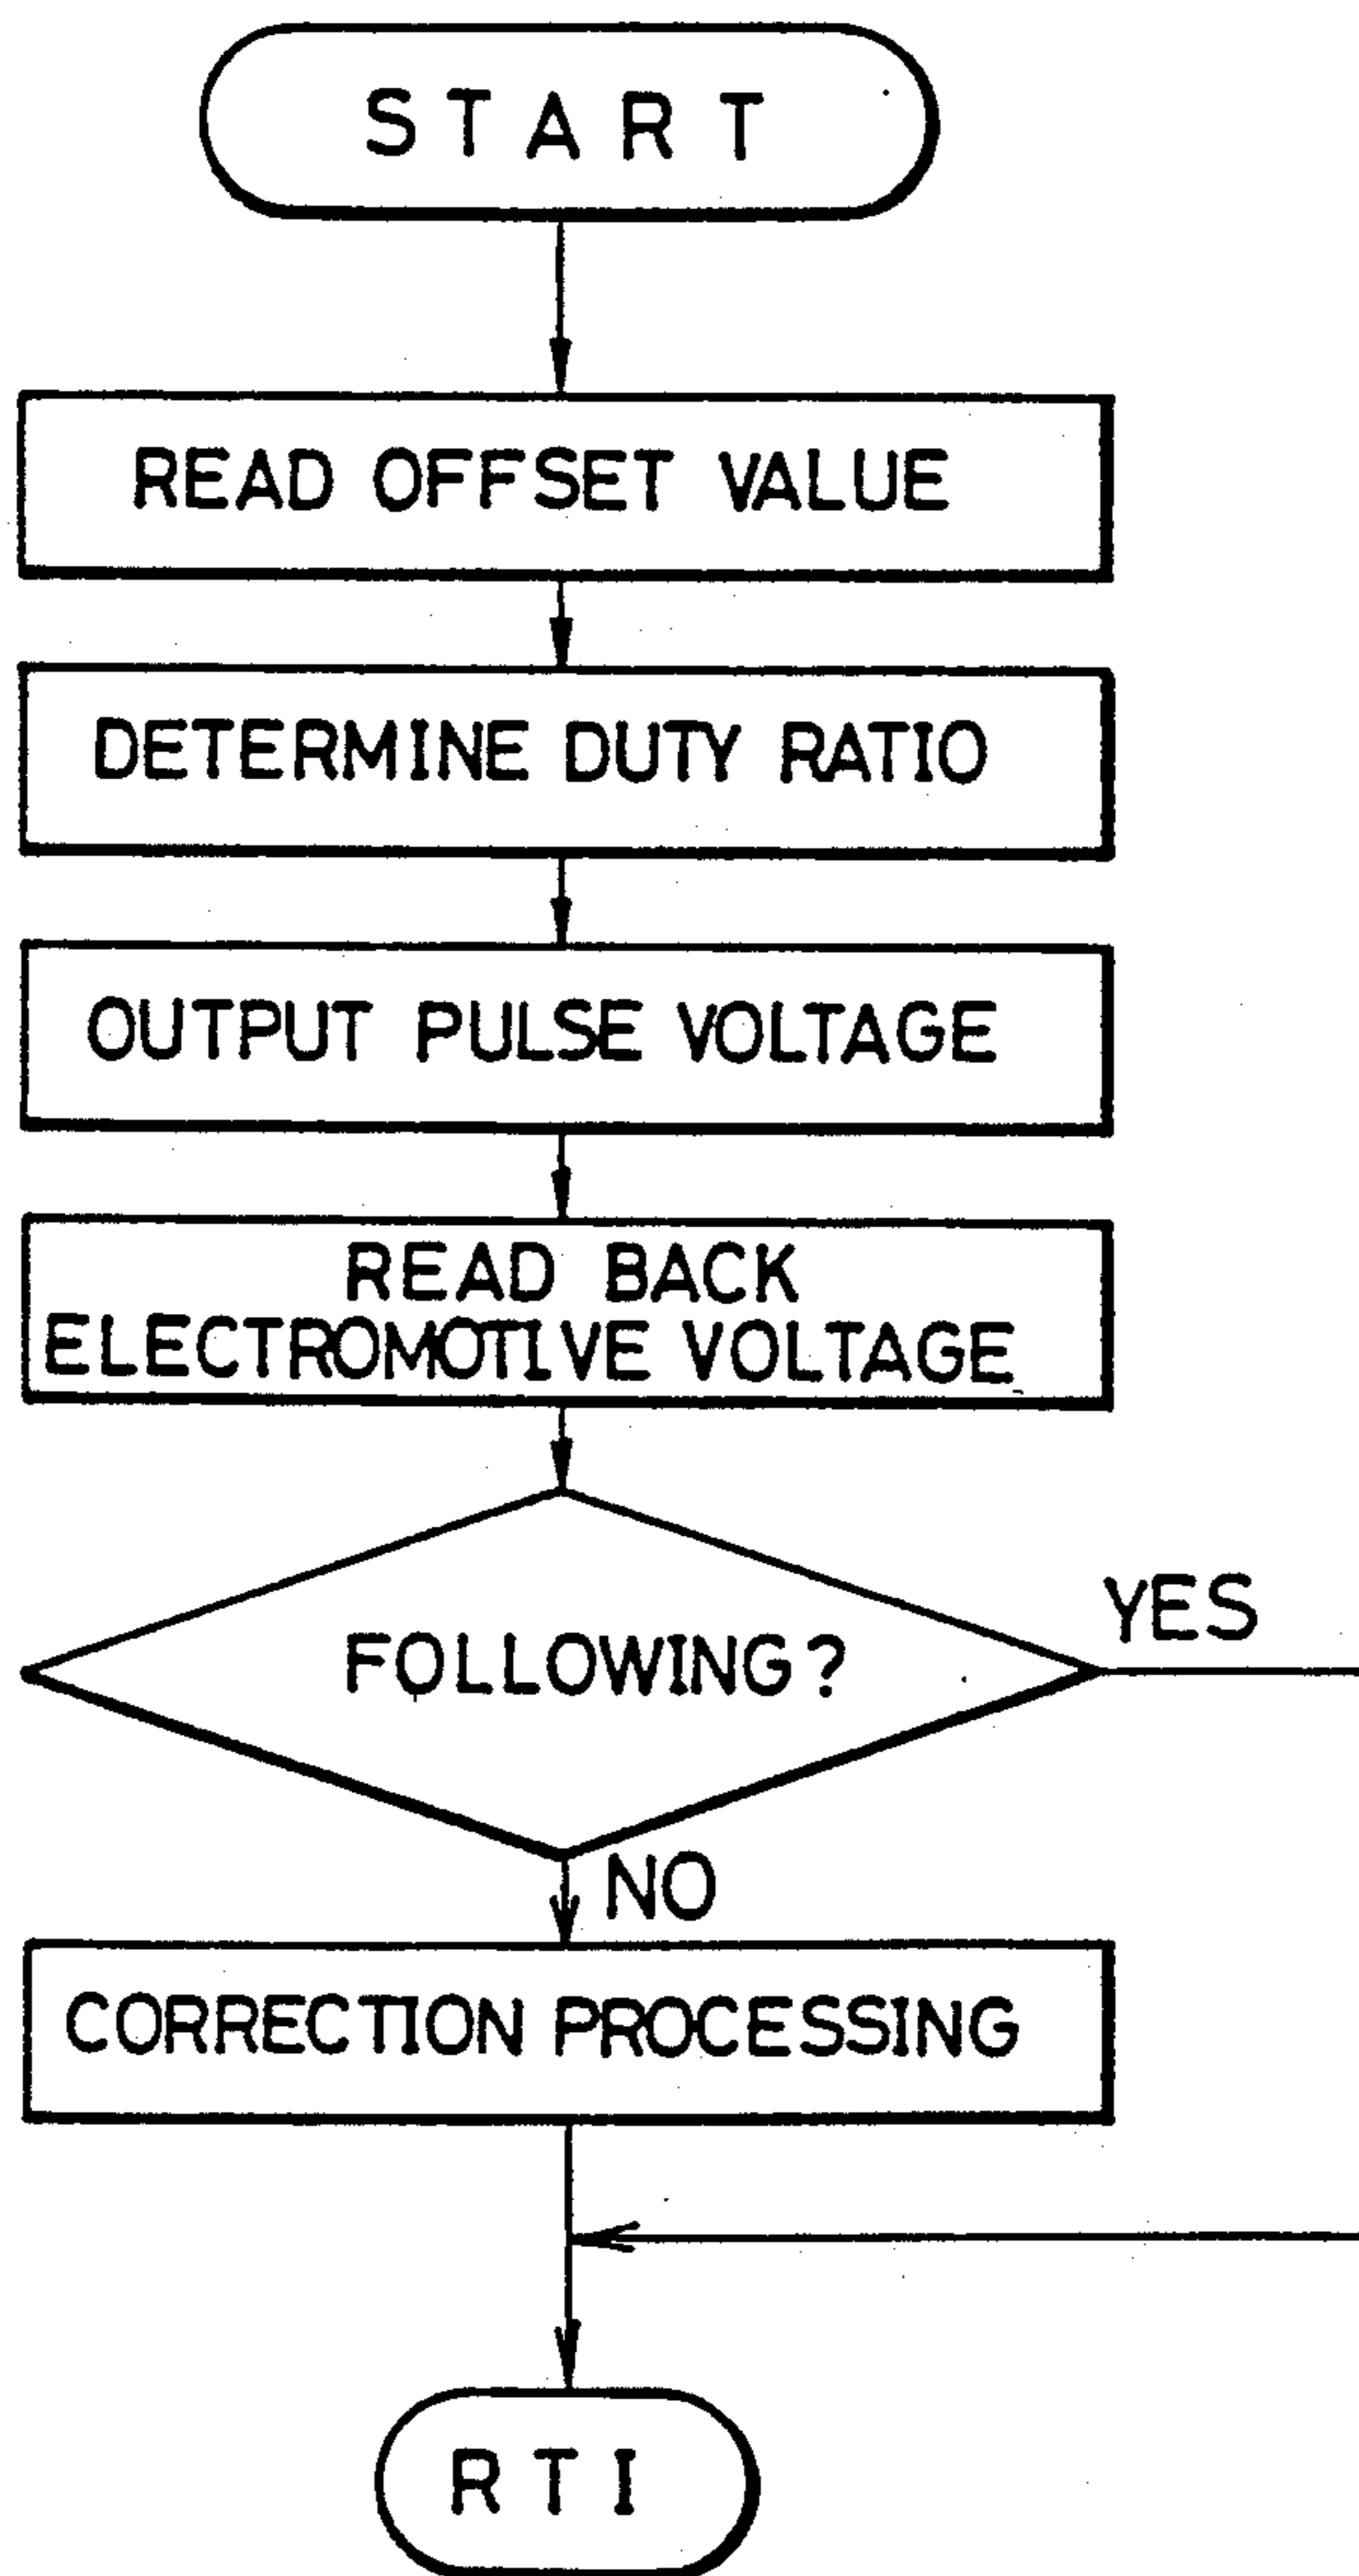 START
READ OFFSET VALUE
DETERMINE DUTY RATIO
OUTPUT PULSE VOLTAGE
READ BACK
ELECTROMOTIVE VOLTAGE
FOLLOWING?
YES
NO
CORRECTION PROCESSING
RTI